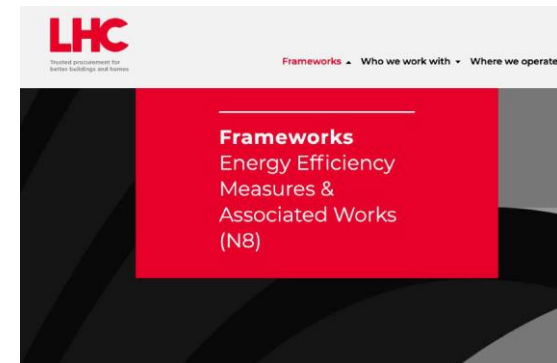 LHC
Trusted procurement for
better buildings and homes
Frameworks Who we work with Where we operate
Frameworks
Energy Efficiency
Measures &
Associated Works
(N8)